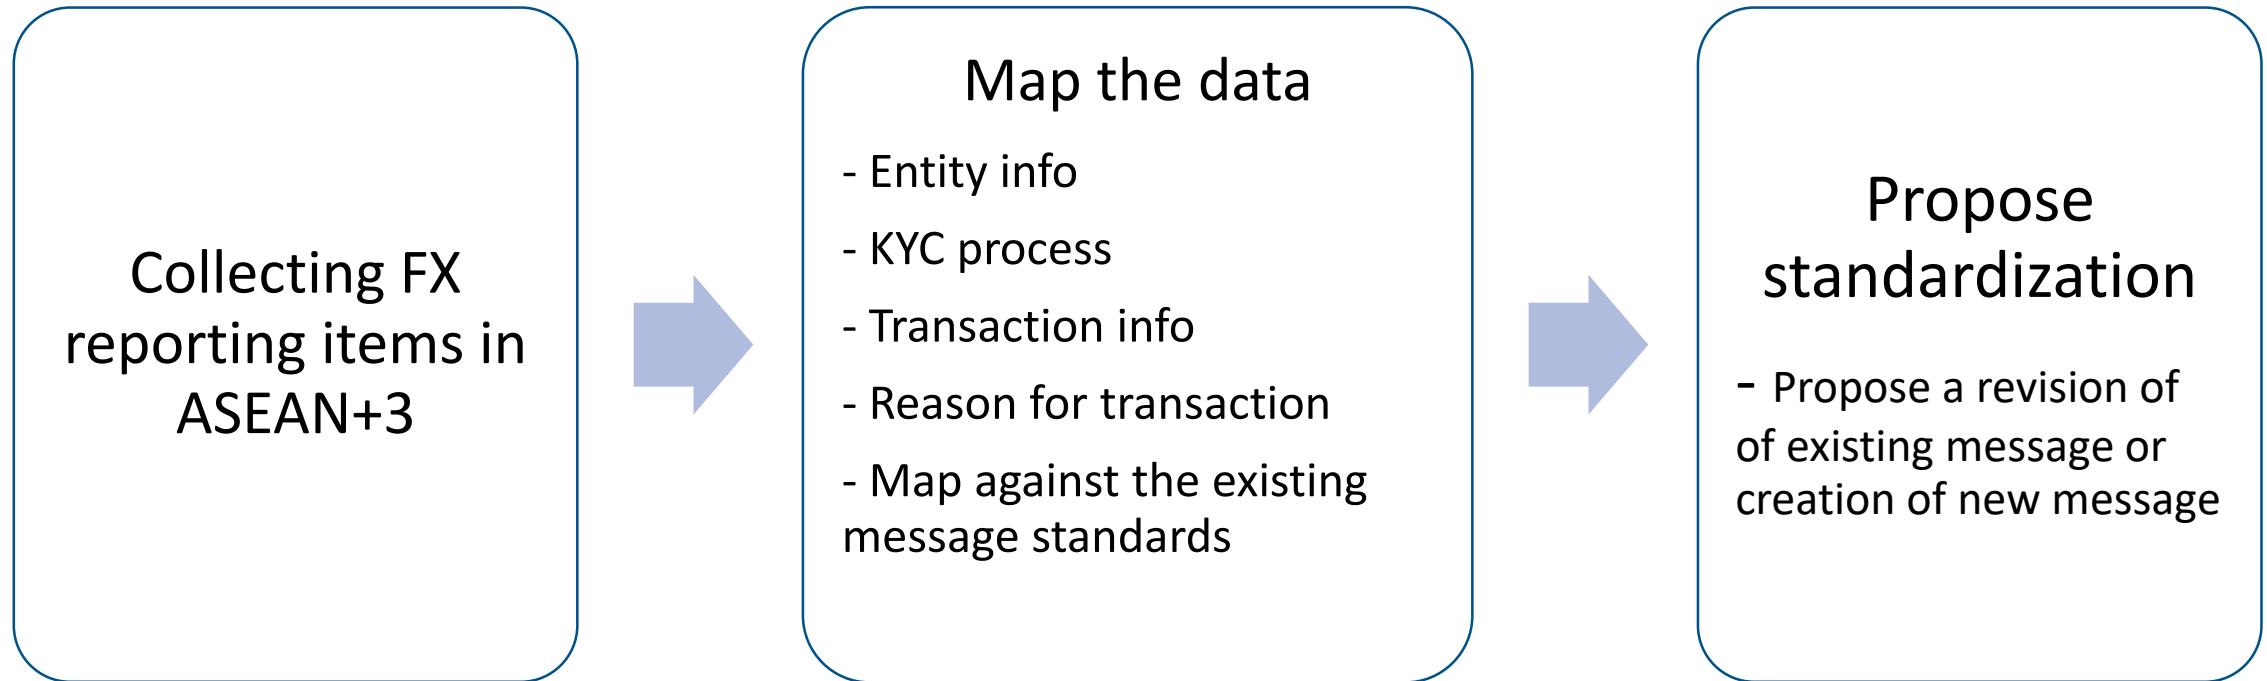 Collecting FX
reporting items in
ASEAN+3
Map the data
- Entity info
- KYC process
- Transaction info
- Reason for transaction
- Map against the existing
message standards
Propose
standardization
- Propose a revision of
of existing message or
creation of new message